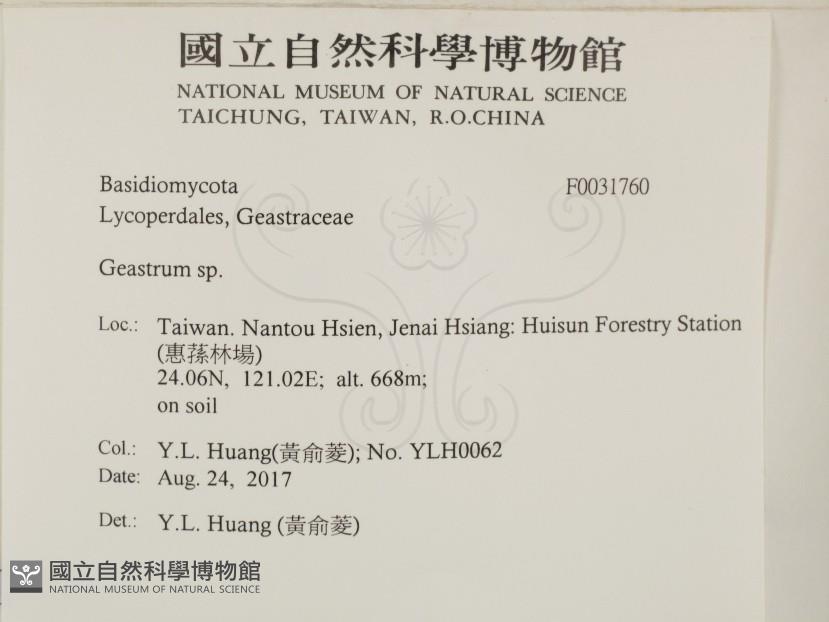 國立自然科學博物館
NATIONAL MUSEUM OF NATURAL SCIENCE
TAICHUNG, TAIWAN, R.O.CHINA
Basidiomycota F0031760
Lycoperdales, Geastraceae
Geastrum sp.
Loc.: Taiwan. Nantou Hsien, Jenai Hsiang: Huisun Forestry Station
(惠蓀林場)
24.06N, 121.02E; alt. 668m;
on soil
Col.: Y.L. Huang(黃俞菱); No. YLH0062
Date: Aug. 24, 2017
Det.: Y.L. Huang (黃俞菱)
國立自然科學博物館
NATIONAL MUSEUM OF NATURAL SCIENCE